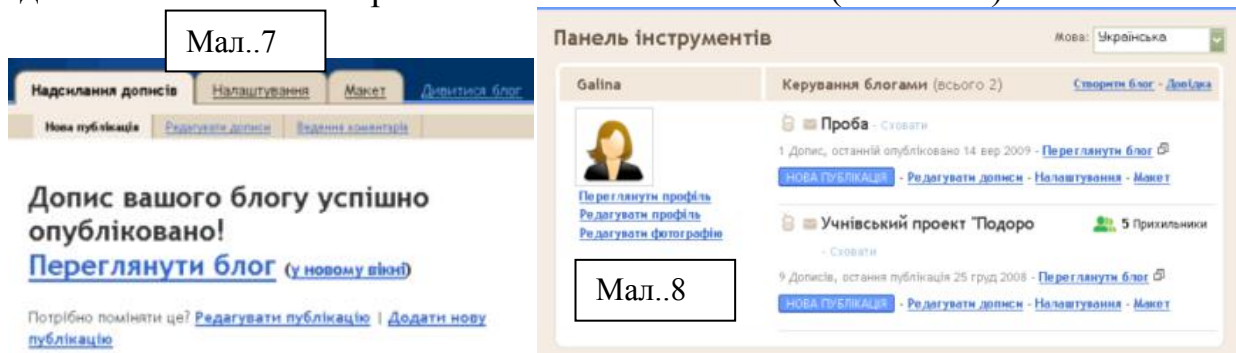 Мал..7
Надсилання дописів Налаштування Макет Дивитися блог
Нова публікація Редагувати дописи Ведення коментарів
Допис вашого блогу успішно
опубліковано!
Переглянути блог (у новому вікні)
Потрібно поміняти це? Редагувати публікацію | Додати нову
публікацію
Панель інструментів
Мова: Українська
Galina
Переглянути профіль
Редагувати профіль
Редагувати фотографію
Мал..8
Керування блогами (всього 2) Створити блог - Довідка
Проба - Сховати
1 Допис, останній опубліковано 14 вер 2009 - Переглянути блог
НОВА ПУБЛІКАЦІЯ - Редагувати дописи - Налаштування - Макет
Учнівський проект "Подоро 5 Прихильники
- Сховати
9 Дописів, остання публікація 25 груд 2008 - Переглянути блог
НОВА ПУБЛІКАЦІЯ - Редагувати дописи - Налаштування - Макет